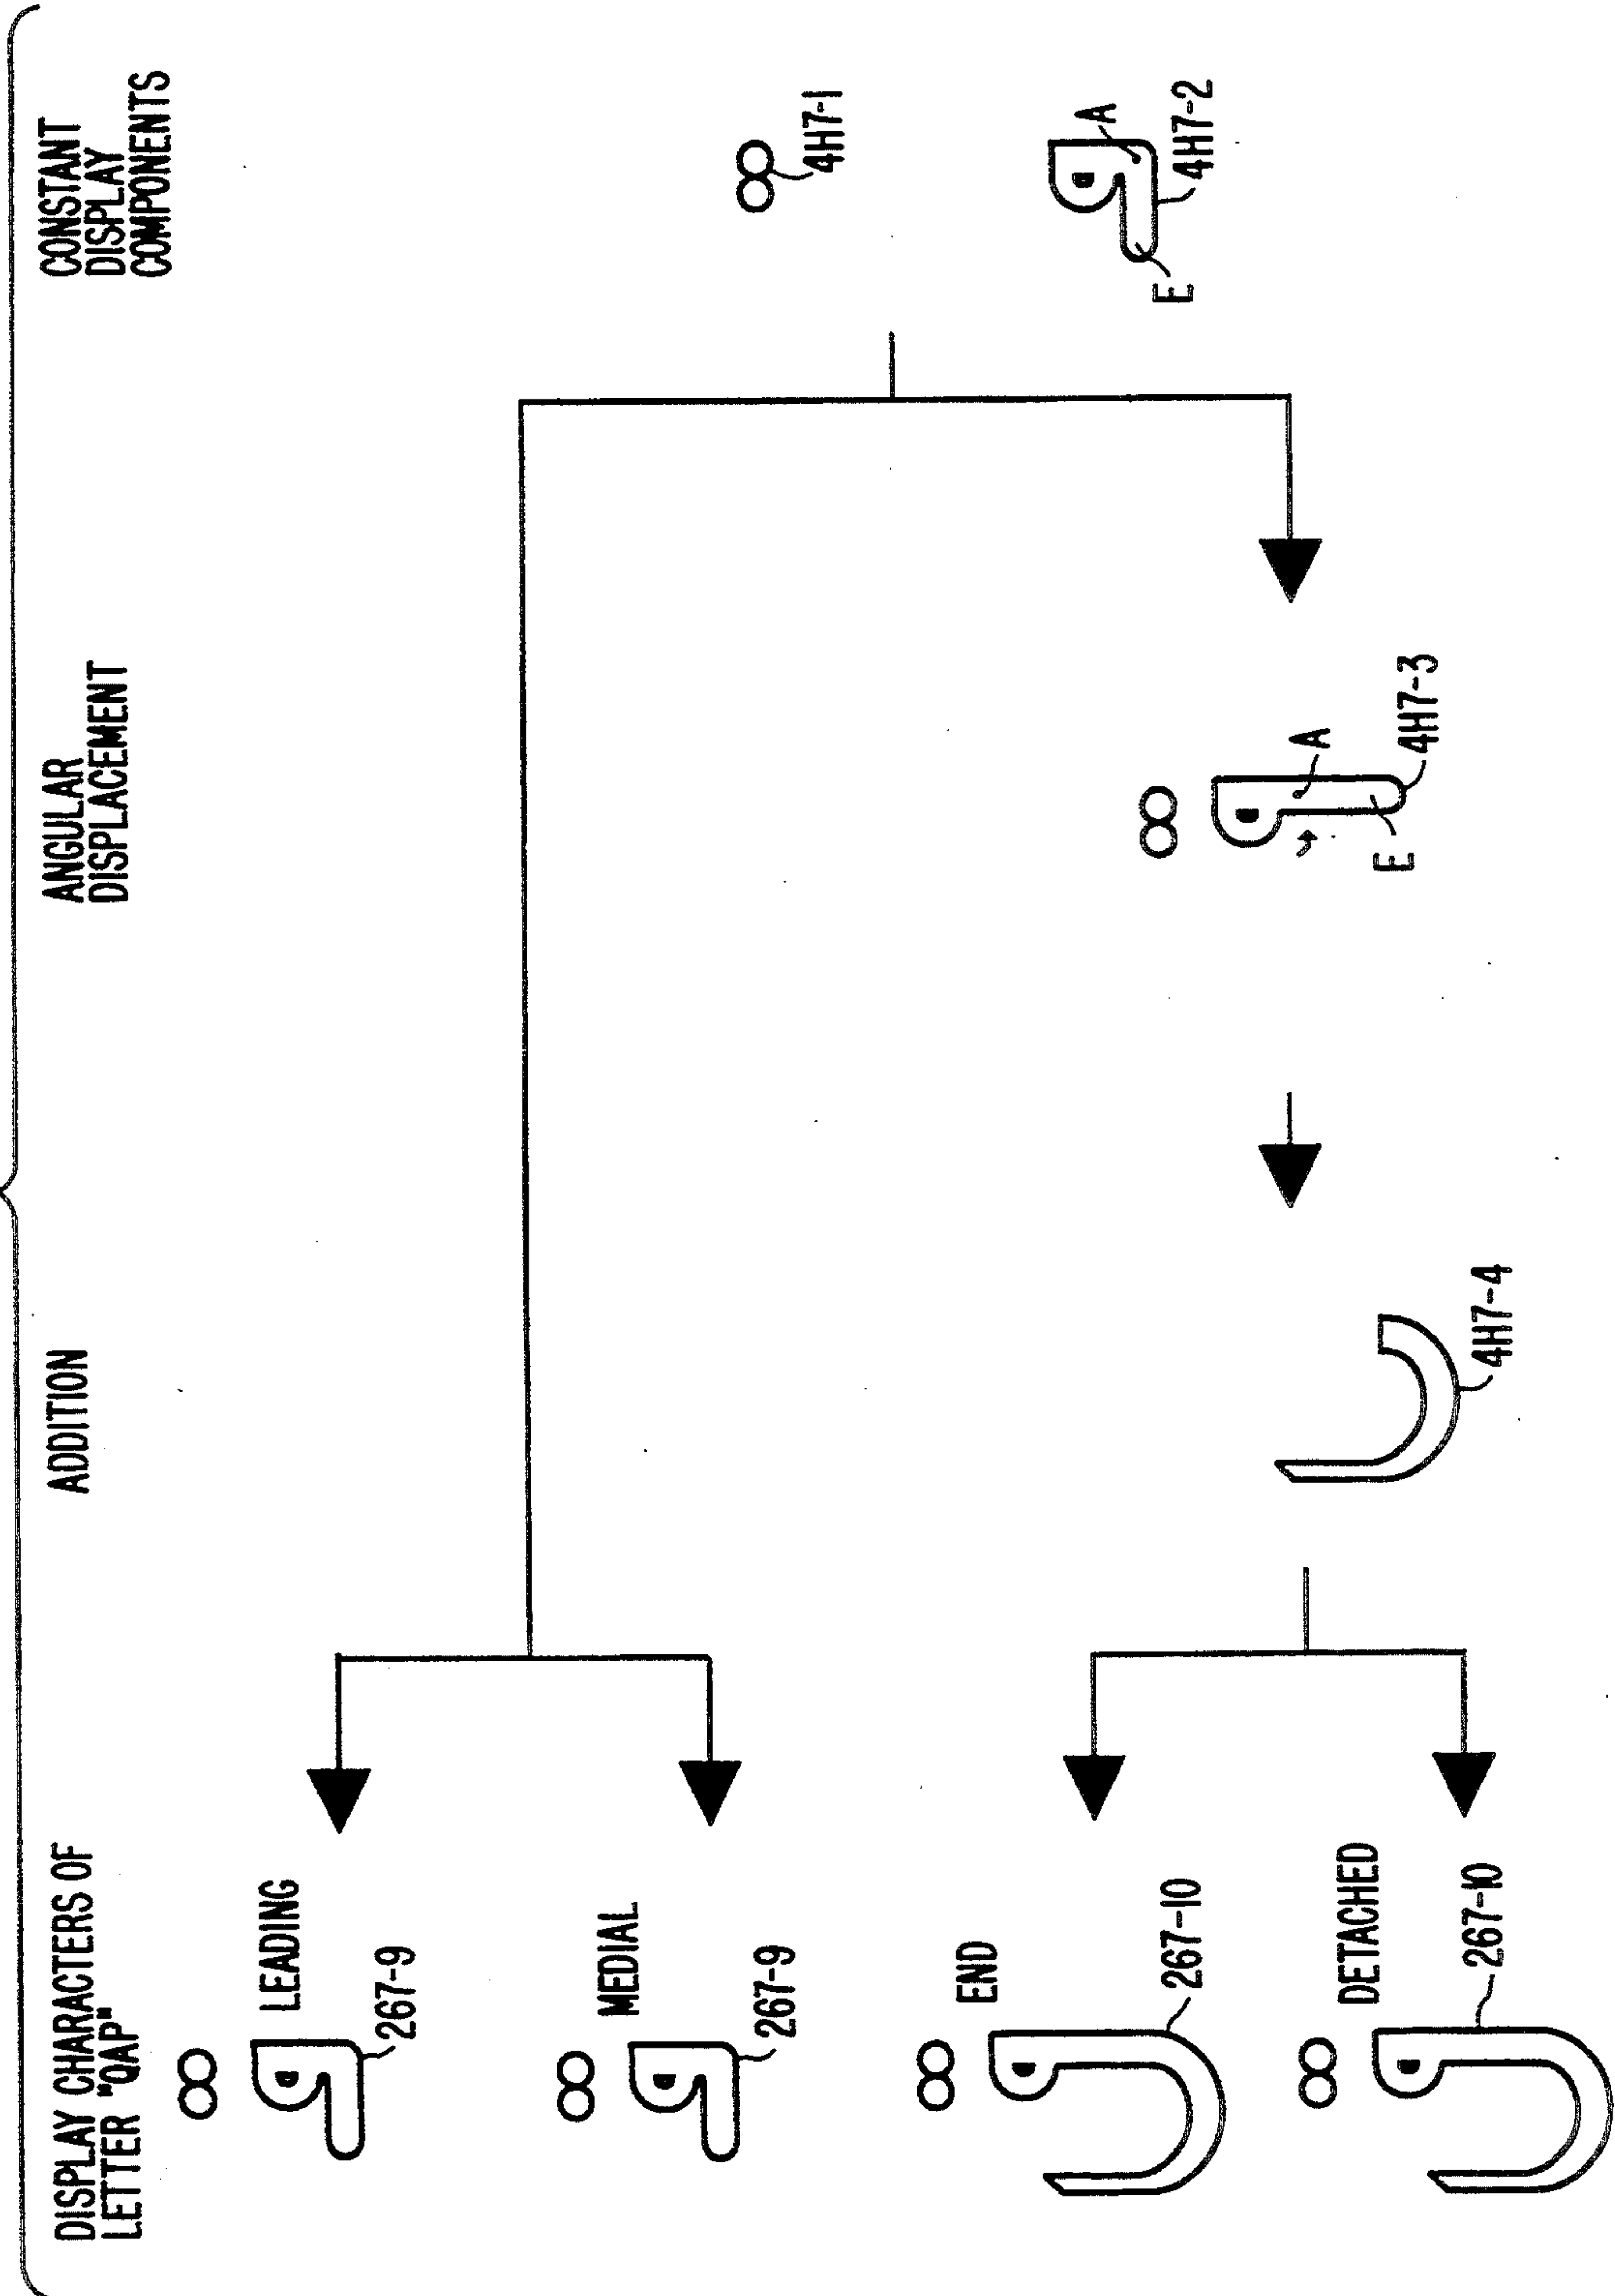 DISPLAY CHARACTERS OF
LETTER "QAP"
ADDITION
ANGULAR
DISPLACEMENT
CONSTANT
DISPLAY
COMPONENTS
LEADING
267-9
MEDIAL
267-9
4H7-1
END
267-10
A
E
4H7-2
DETACHED
267-10
4H7-4
A
E
4H7-3